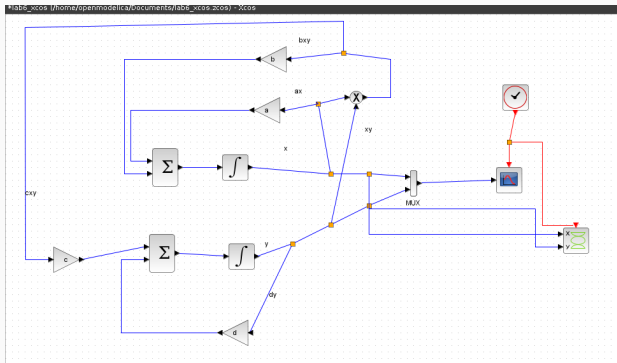 *lab6_xcos (/home/openmodelica/Documents/lab6_xcos.zcos) - Xcos
bxy
b
ax
a
X
xy
x
Σ
∫
MUX
cxy
X
Y
c
Σ
∫
y
dy
d